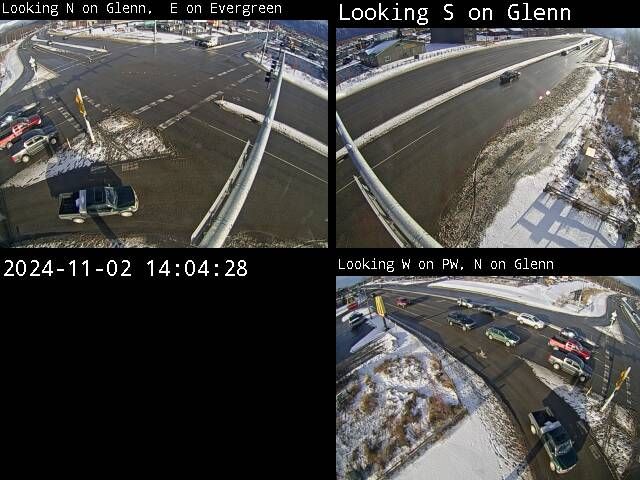 Looking N on Glenn,  E on Evergreen
Looking S on Glenn
2024-11-02 14:04:28
Looking W on PW, N on Glenn